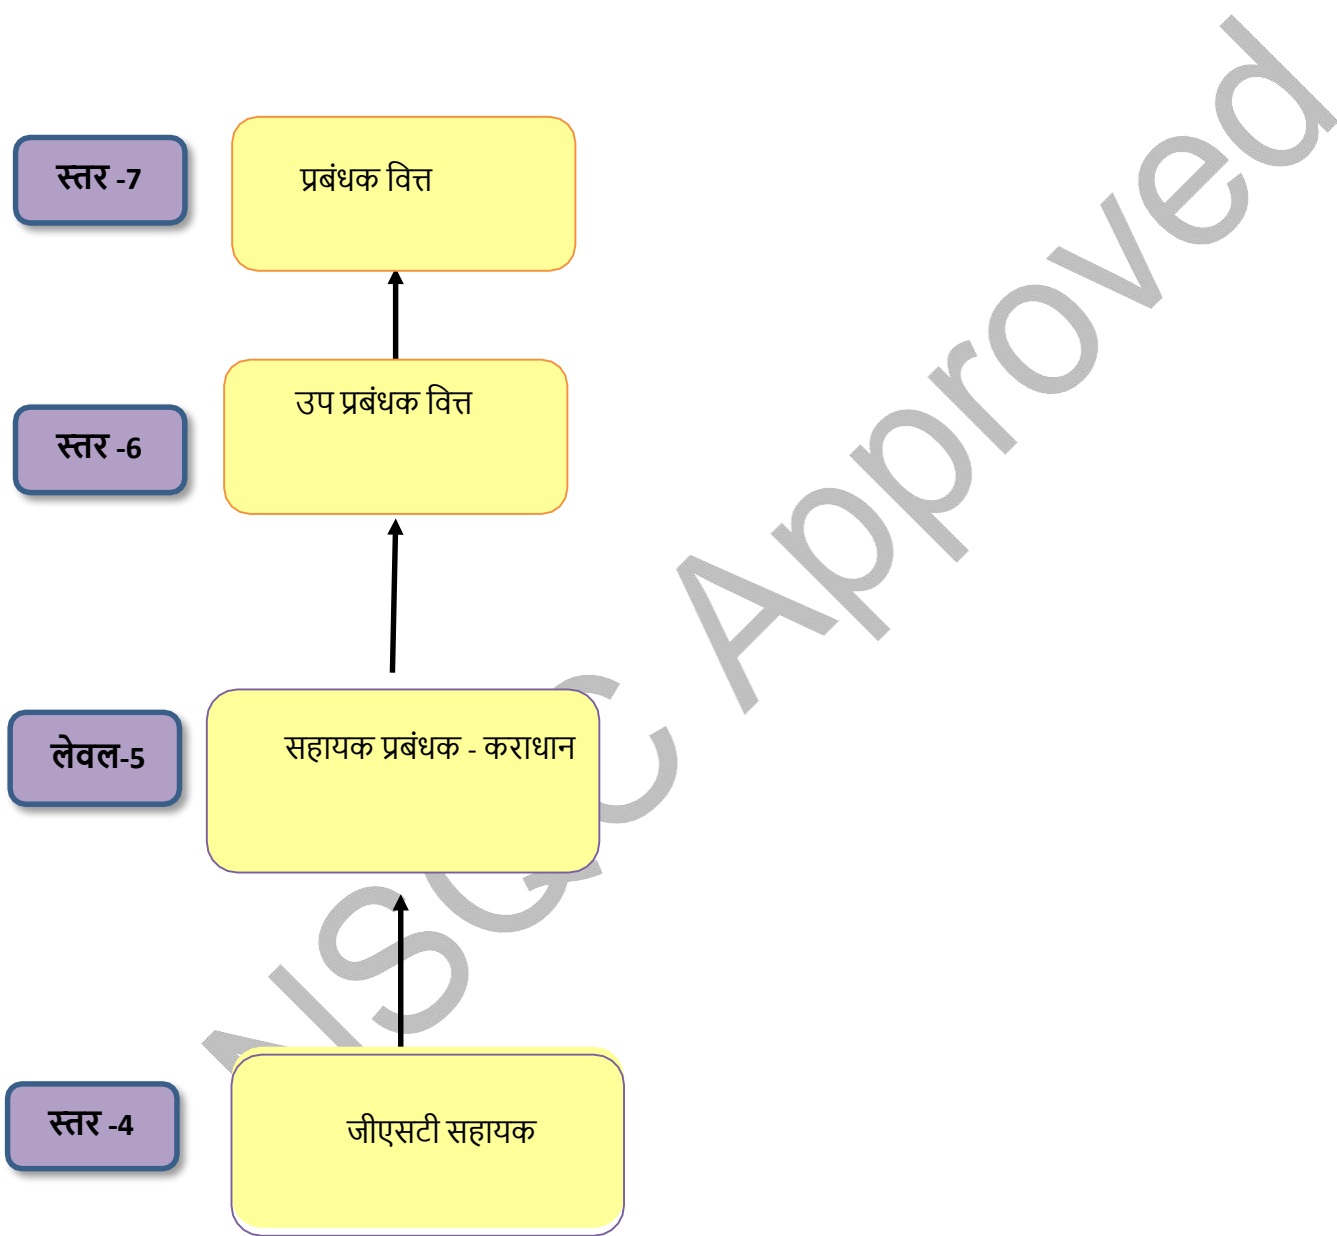 स्तर -7
प्रबंधक वित्त
स्तर -6
उप प्रबंधक वित्त
लेवल-5
सहायक प्रबंधक - कराधान
स्तर -4
जीएसटी सहायक
NSQC Approved